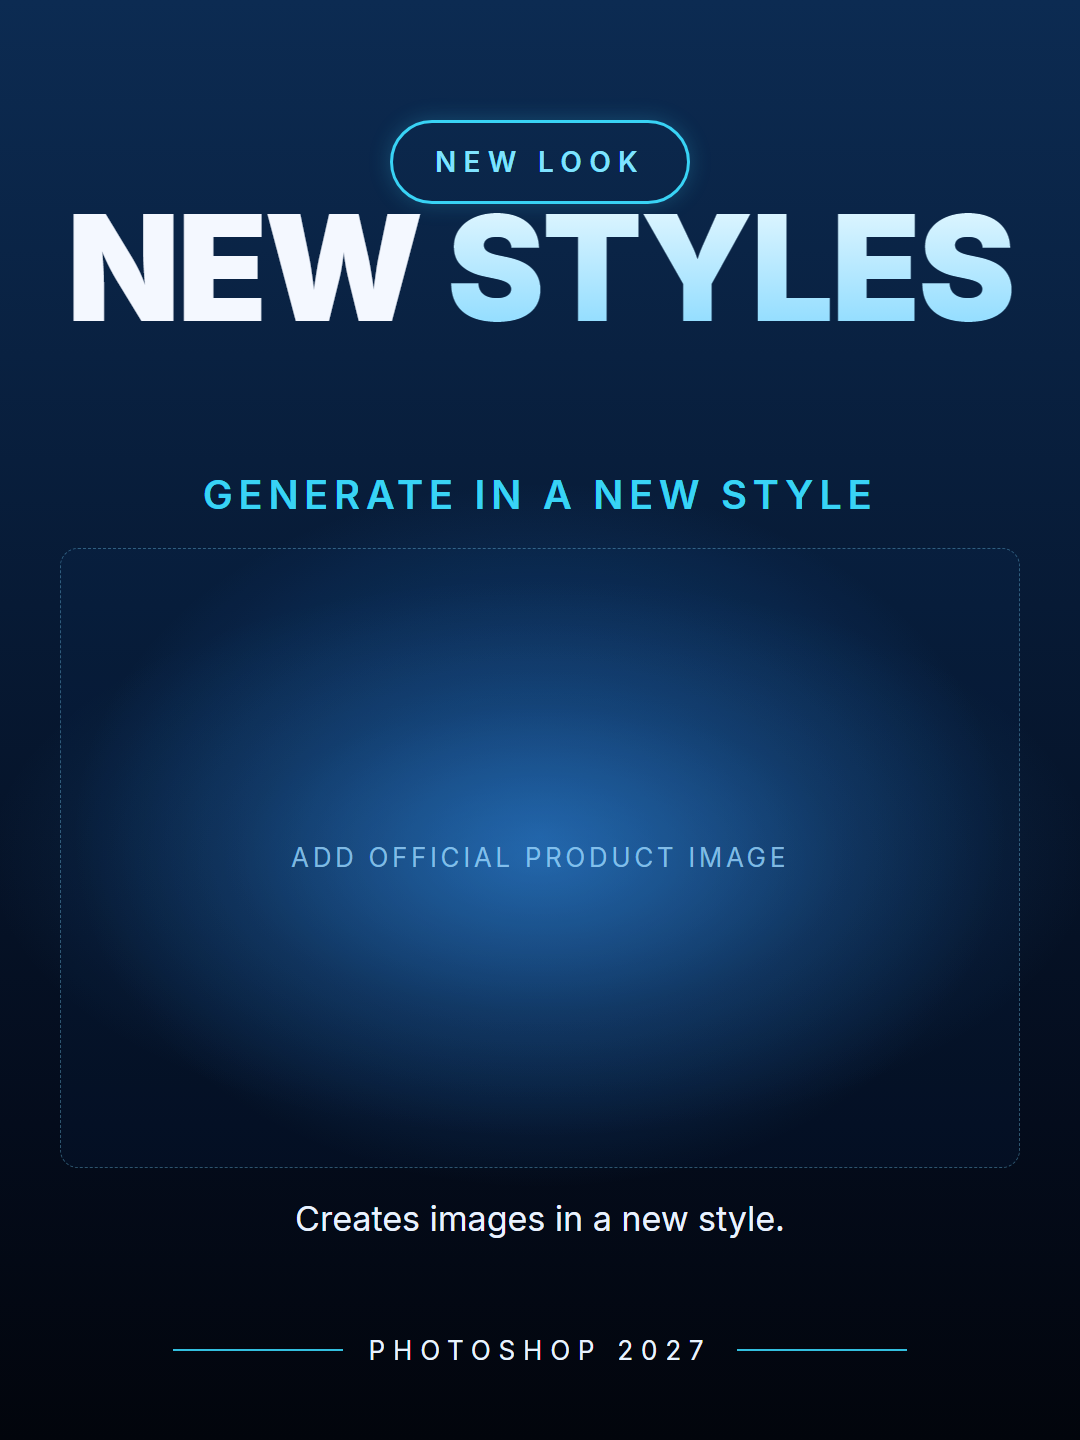 NEW LOOK
NEW STYLES
GENERATE IN A NEW STYLE
ADD OFFICIAL PRODUCT IMAGE
Creates images in a new style.
PHOTOSHOP 2027